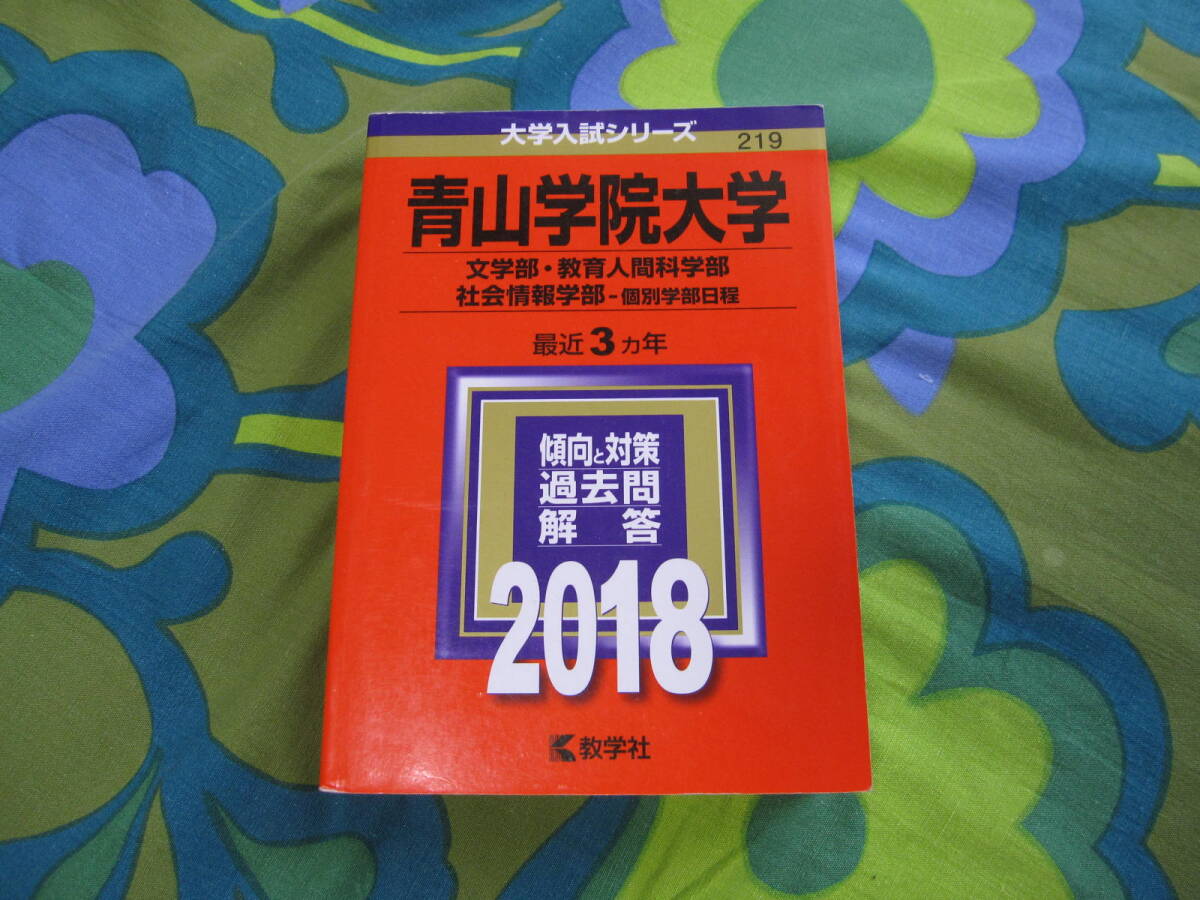 大学入試シリーズ
219
青山学院大学
文学部・教育人間科学部
社会情報学部-個別学部日程
最近3カ年
傾向と対策
過去問
解答
2018
教学社